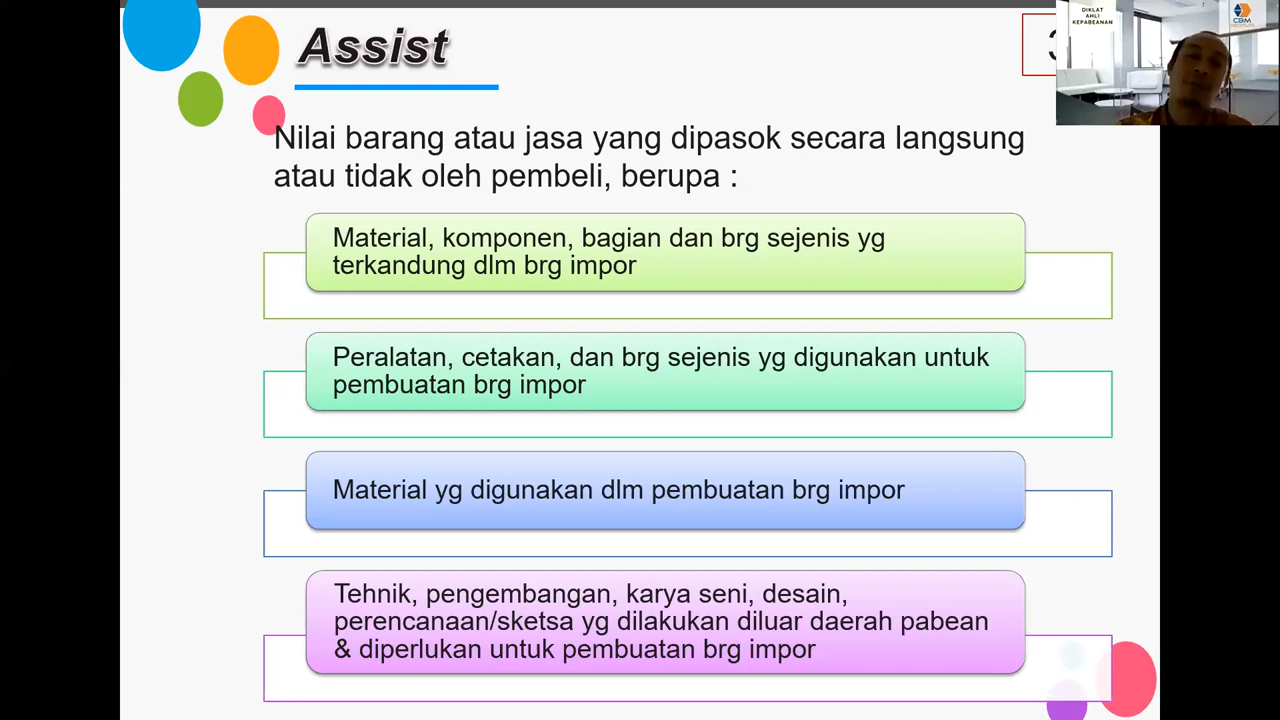 Assist
DIKLAT
AHLI
KEPABEANAN
CBM
Nilai barang atau jasa yang dipasok secara langsung
atau tidak oleh pembeli, berupa :
Material, komponen, bagian dan brg sejenis yg
terkandung dlm brg impor
Peralatan, cetakan, dan brg sejenis yg digunakan untuk
pembuatan brg impor
Material yg digunakan dlm pembuatan brg impor
Tehnik, pengembangan, karya seni, desain,
perencanaan/sketsa yg dilakukan diluar daerah pabean
& diperlukan untuk pembuatan brg impor